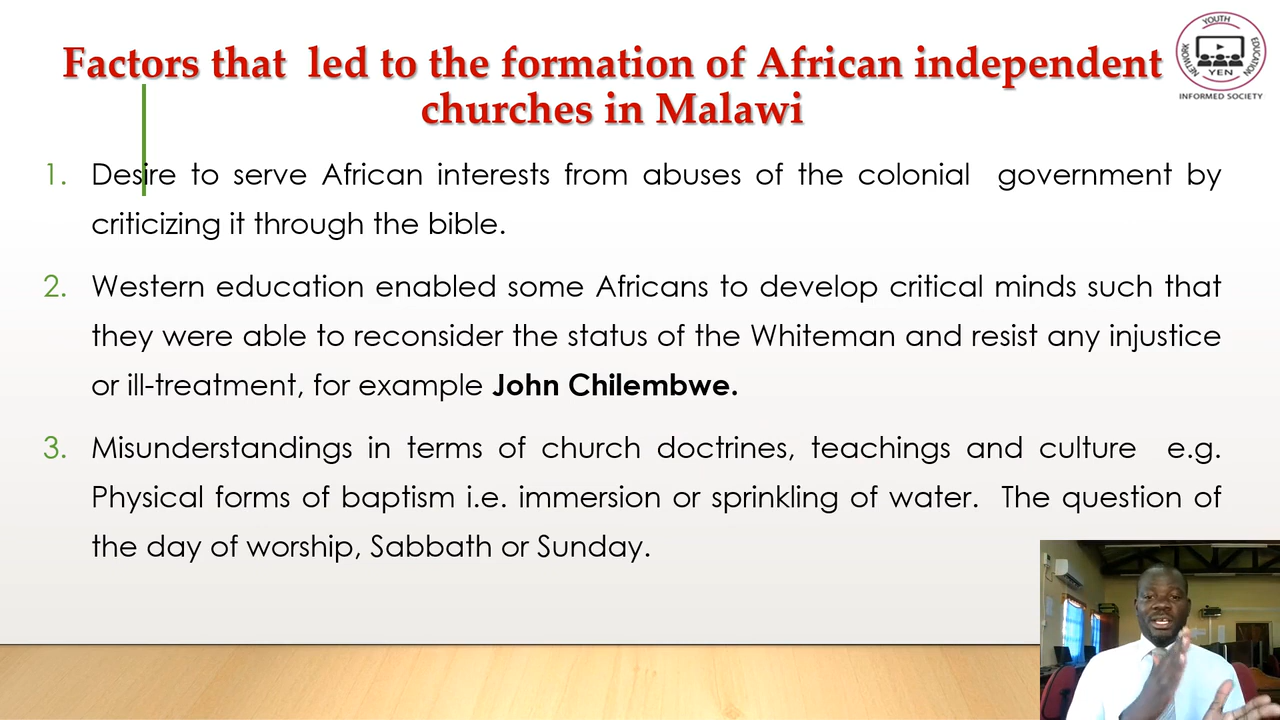 Factors that led to the formation of African independent
churches in Malawi
YOUTH
EDUCATION
NETWORK
YEN
INFORMED SOCIETY
1. Desire to serve African interests from abuses of the colonial government by
criticizing it through the bible.
2. Western education enabled some Africans to develop critical minds such that
they were able to reconsider the status of the Whiteman and resist any injustice
or ill-treatment, for example John Chilembwe.
3. Misunderstandings in terms of church doctrines, teachings and culture e.g.
Physical forms of baptism i.e. immersion or sprinkling of water. The question of
the day of worship, Sabbath or Sunday.